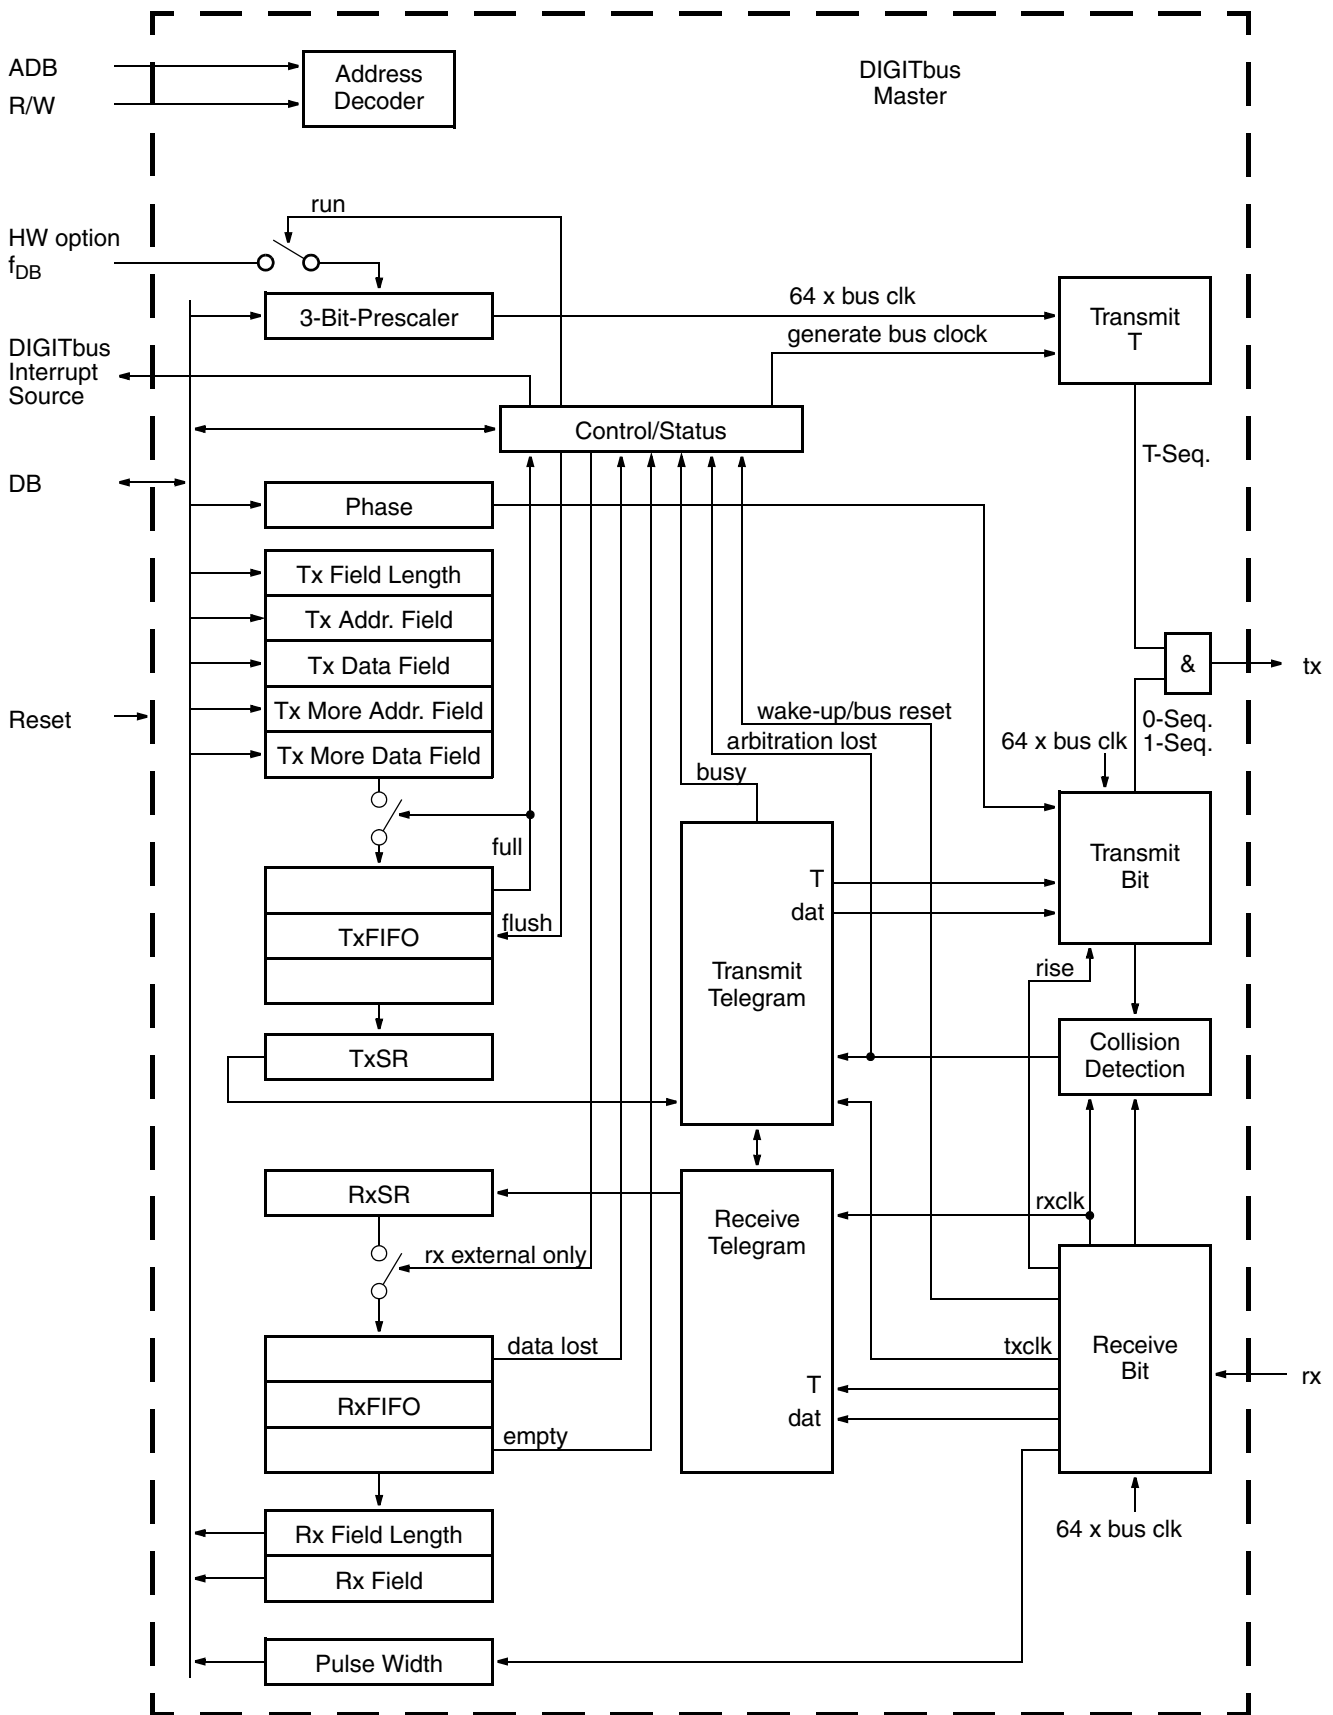 ADB
R/W
Address
Decoder
DIGITbus
Master
run
HW option
fDB
3-Bit-Prescaler
64 x bus clk
generate bus clock
Transmit
T
DIGITbus
Interrupt
Source
Control/Status
T-Seq.
DB
Phase
Tx Field Length
Tx Addr. Field
Tx Data Field
Tx More Addr. Field
Tx More Data Field
&
tx
Reset
wake-up/bus reset
arbitration lost
busy
0-Seq.
1-Seq.
64 x bus clk
full
Transmit
Bit
T
dat
flush
TxFIFO
Transmit
Telegram
rise
TxSR
Collision
Detection
RxSR
Receive
Telegram
rxclk
rx external only
data lost
txclk
Receive
Bit
rx
T
dat
RxFIFO
empty
64 x bus clk
Rx Field Length
Rx Field
Pulse Width